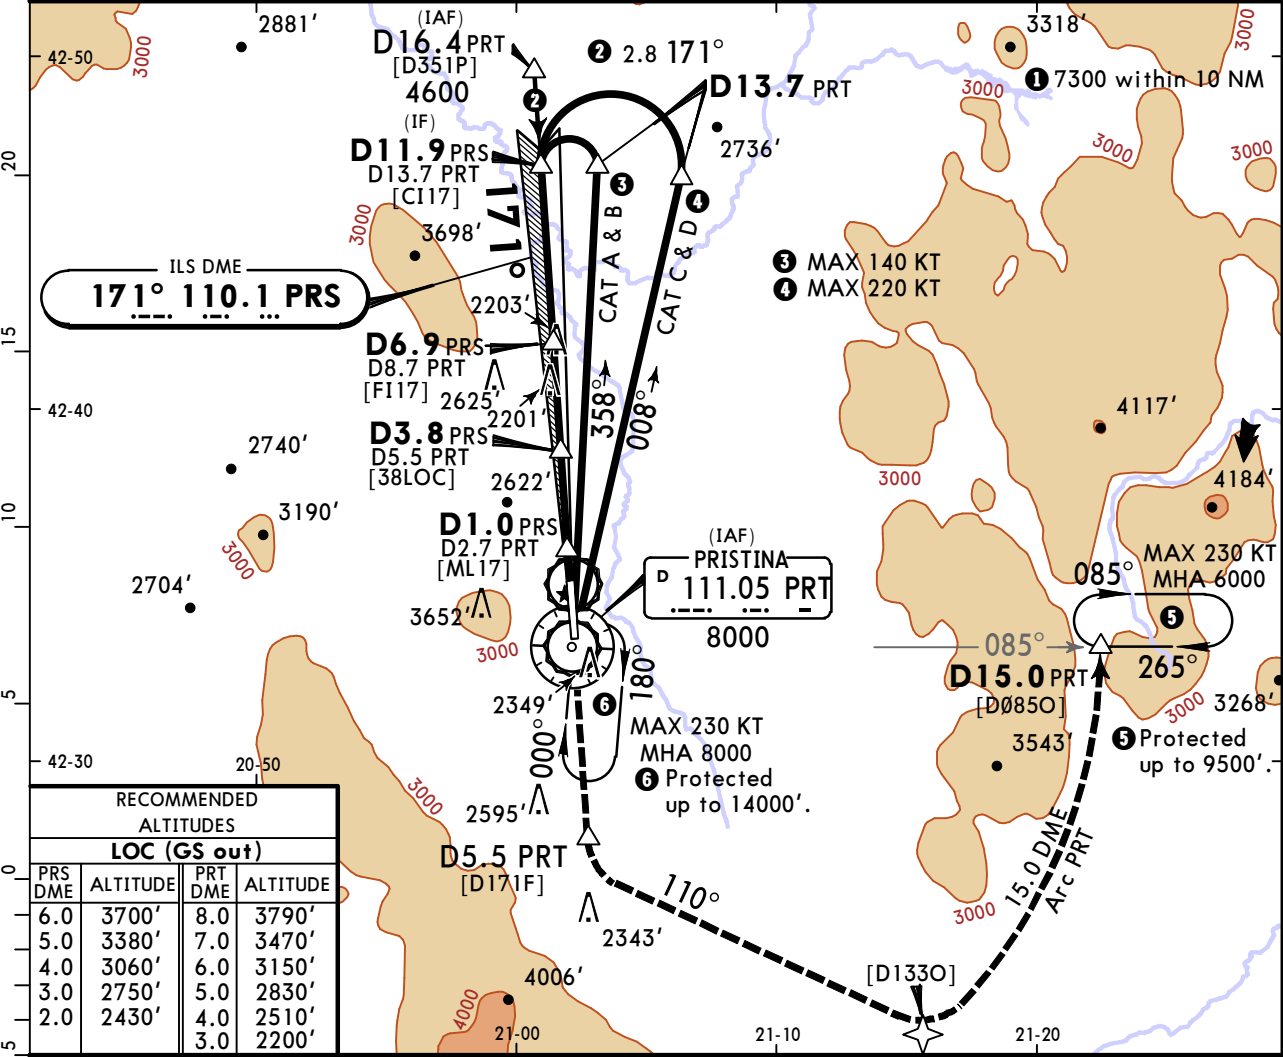 2881’
(IAF)
D16.4 PRT
[D351P]
4600
2 2.8 171°
3318’
3000
42-50
3000
1 7300 within 10 NM
D13.7 PRT
3000
2
2736’
(IF)
D11.9 PRS
D13.7 PRT
[CI17]
3000
3000
20
171°
3
4
3000
3698’
CAT A & B
CAT C & D
3 MAX 140 KT
4 MAX 220 KT
ILS DME
171° 110.1 PRS
2203’
15
D6.9 PRS
D8.7 PRT
[FI17]
2625’
2201’
358°
008°
42-40
4117’
D3.8 PRS
D5.5 PRT
[38LOC]
2740’
3000
4184’
2622’
3190’
10
D1.0 PRS
D2.7 PRT
[ML17]
3000
(IAF)
PRISTINA
D 111.05 PRT
8000
MAX 230 KT
MHA 6000
085°
2704’
3652’
3000
5
085°
265°
D15.0 PRT
[DØ85O]
180°
2349’
6
5
3000
3268’
000°
MAX 230 KT
MHA 8000
6 Protected
up to 14000’.
3543’
5 Protected
up to 9500’.
42-30
20-50
3000
2595’
D5.5 PRT
[D171F]
0
110°
15.0 DME
Arc PRT
3000
2343’
[D133O]
4006’
4000
21-00
21-10
21-20
5
RECOMMENDED
ALTITUDES
LOC (GS out)
PRS DME ALTITUDE PRT DME ALTITUDE
6.0 3700’ 8.0 3790’
5.0 3380’ 7.0 3470’
4.0 3060’ 6.0 3150’
3.0 2750’ 5.0 2830’
2.0 2430’ 4.0 2510’
3.0 2200’